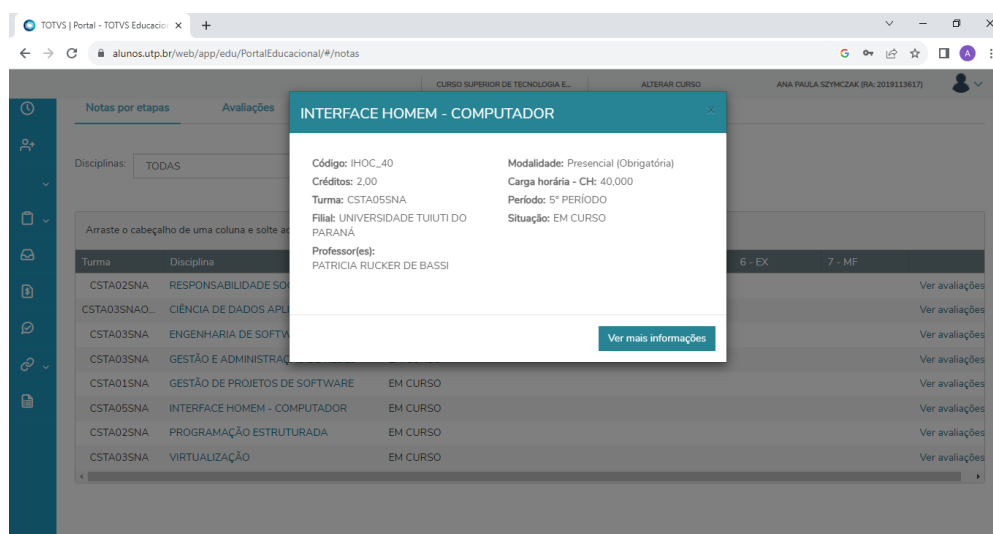 TOTVS | Portal - TOTVS Educacio
alunos.utp.br/web/app/edu/PortalEducacional/#/notas
A
CURSO SUPERIOR DE TECNOLOGIA E... ALTERAR CURSO ANA PAULA SZYMCZAK (RA: 2019113617)
Notas por etapas Avaliações
INTERFACE HOMEM - COMPUTADOR
Disciplinas: TODAS
Código: IHOC_40 Modalidade: Presencial (Obrigatória)
Créditos: 2,00 Carga horária - CH: 40,000
Turma: CSTA05SNA Período: 5° PERÍODO
Filial: UNIVERSIDADE TUIUTI DO PARANÁ Situação: EM CURSO
Professor(es):
PATRICIA RUCKER DE BASSI
Ver mais informações
Arraste o cabeçalho de uma coluna e solte
Turma Disciplina 6 - EX 7 - MF
CSTA02SNA RESPONSABILIDADE Ver avaliações
CSTA03SNAO... CIÊNCIA DE DADOS Ver avaliações
CSTA03SNA ENGENHARIA DE Ver avaliações
CSTA03SNA GESTÃO E Ver avaliações
CSTA01SNA GESTÃO DE PROJETOS DE SOFTWARE EM CURSO Ver avaliações
CSTA05SNA INTERFACE HOMEM - COMPUTADOR EM CURSO Ver avaliações
CSTA02SNA PROGRAMAÇÃO ESTRUTURADA EM CURSO Ver avaliações
CSTA03SNA VIRTUALIZAÇÃO EM CURSO Ver avaliações